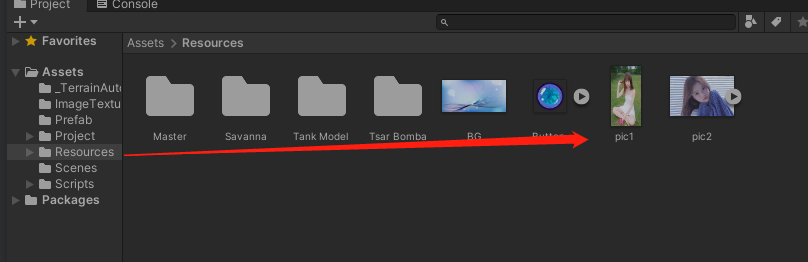 Project
Console
Favorites
Assets > Resources
Assets
_TerrainAuto
ImageTextu
Prefab
Project
Resources
Scenes
Scripts
Packages
Master
Savanna
Tank Model
Tsar Bomba
BG
Button
pic1
pic2